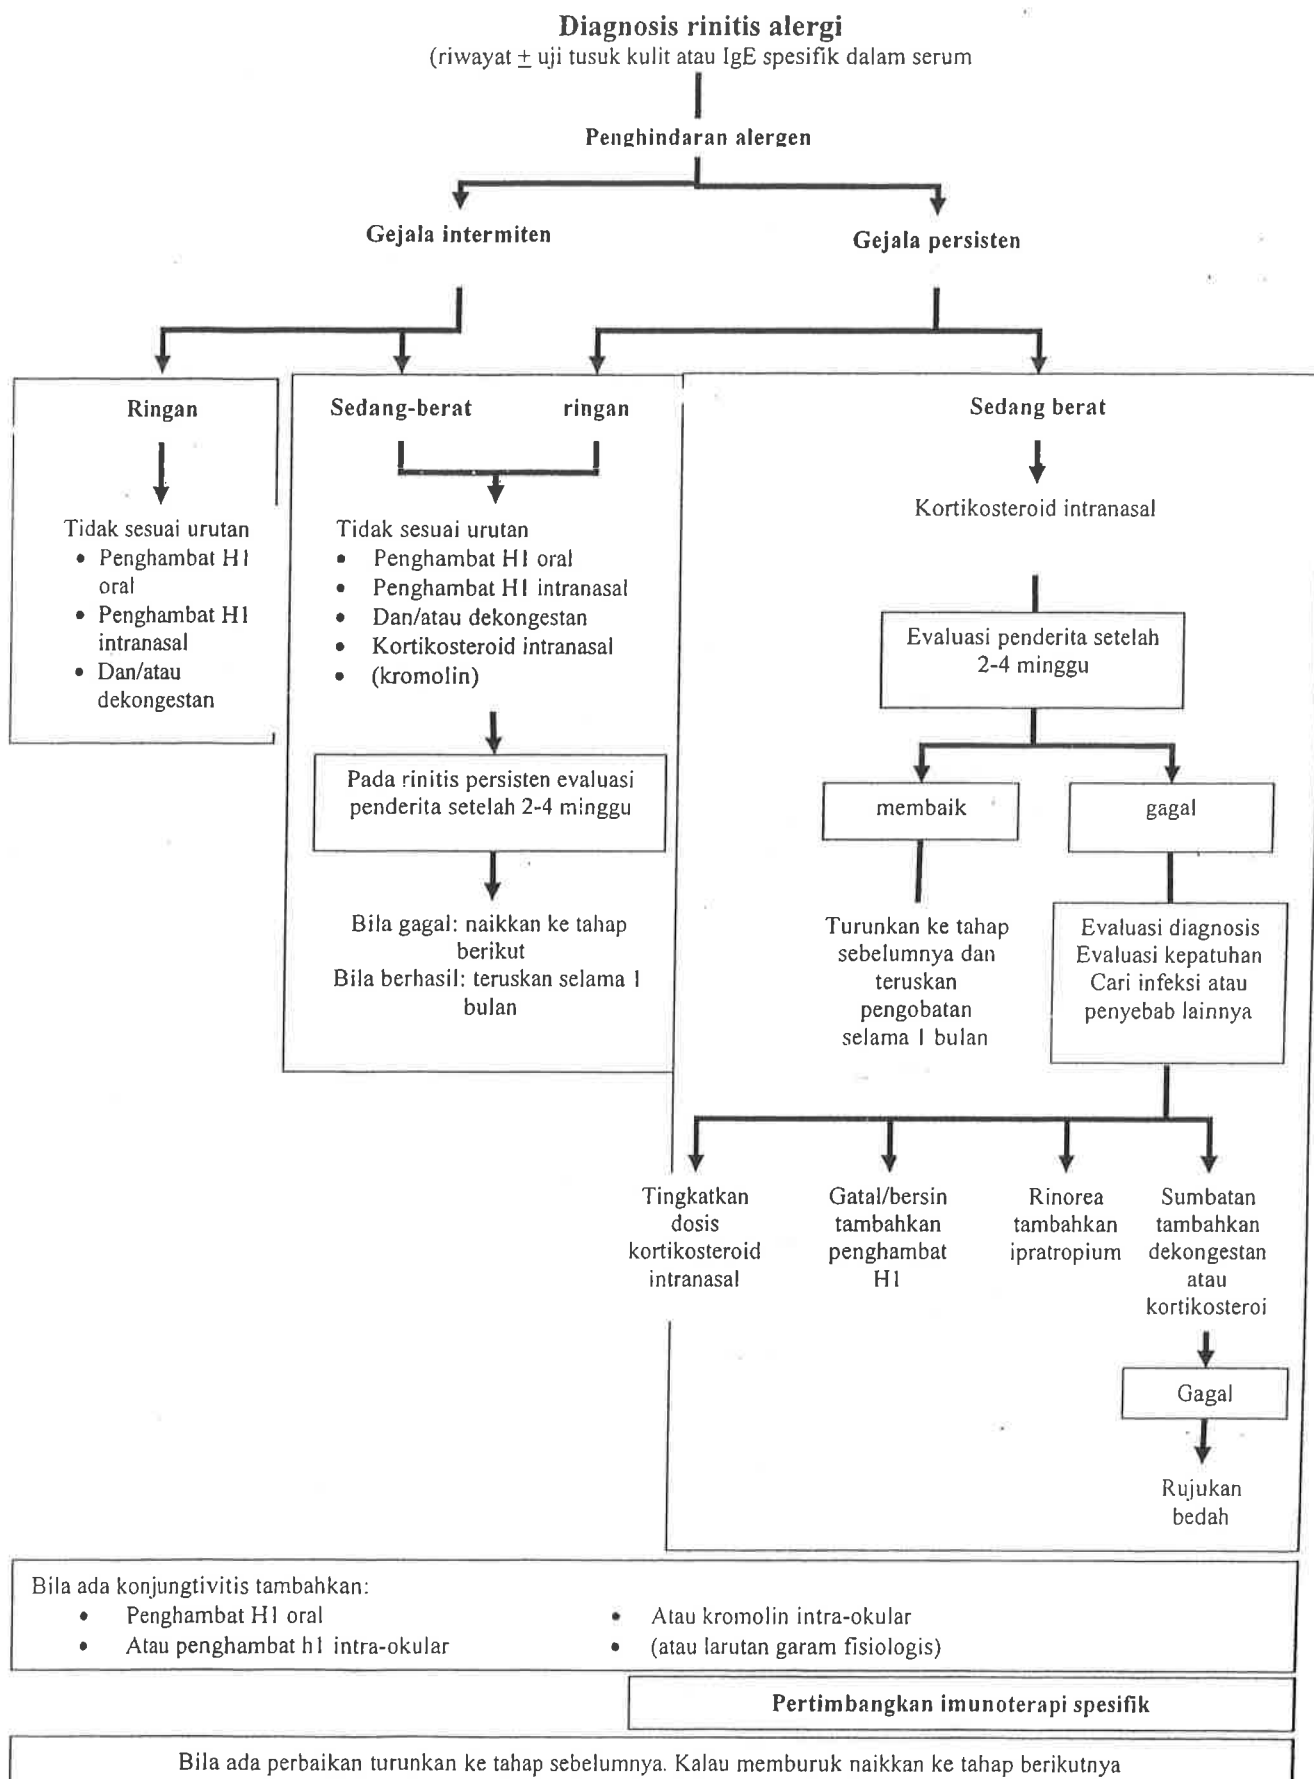 Diagnosis rinitis alergi
(riwayat ± uji tusuk kulit atau IgE spesifik dalam serum
Penghindaran alergen
Gejala intermiten
Gejala persisten
Ringan
Tidak sesuai urutan
• Penghambat H1
oral
• Penghambat H1
intranasal
• Dan/atau
dekongestan
Sedang-berat
ringan
Tidak sesuai urutan
• Penghambat H1 oral
• Penghambat H1 intranasal
• Dan/atau dekongestan
• Kortikosteroid intranasal
• (kromolin)
Pada rinitis persisten evaluasi
penderita setelah 2-4 minggu
Bila gagal: naikkan ke tahap
berikut
Bila berhasil: teruskan selama 1
bulan
Sedang berat
Kortikosteroid intranasal
Evaluasi penderita setelah
2-4 minggu
membaik
gagal
Turunkan ke tahap
sebelumnya dan
teruskan
pengobatan
selama 1 bulan
Evaluasi diagnosis
Evaluasi kepatuhan
Cari infeksi atau
penyebab lainnya
Tingkatkan
dosis
kortikosteroid
intranasal
Gatal/bersin
tambahkan
penghambat
H1
Rinorea
tambahkan
ipratropium
Sumbatan
tambahkan
dekongestan
atau
kortikosteroi
Gagal
Rujukan
bedah
Bila ada konjungtivitis tambahkan:
• Penghambat H1 oral
• Atau penghambat h1 intra-okular
• Atau kromolin intra-okular
• (atau larutan garam fisiologis)
Pertimbangkan imunoterapi spesifik
Bila ada perbaikan turunkan ke tahap sebelumnya. Kalau memburuk naikkan ke tahap berikutnya